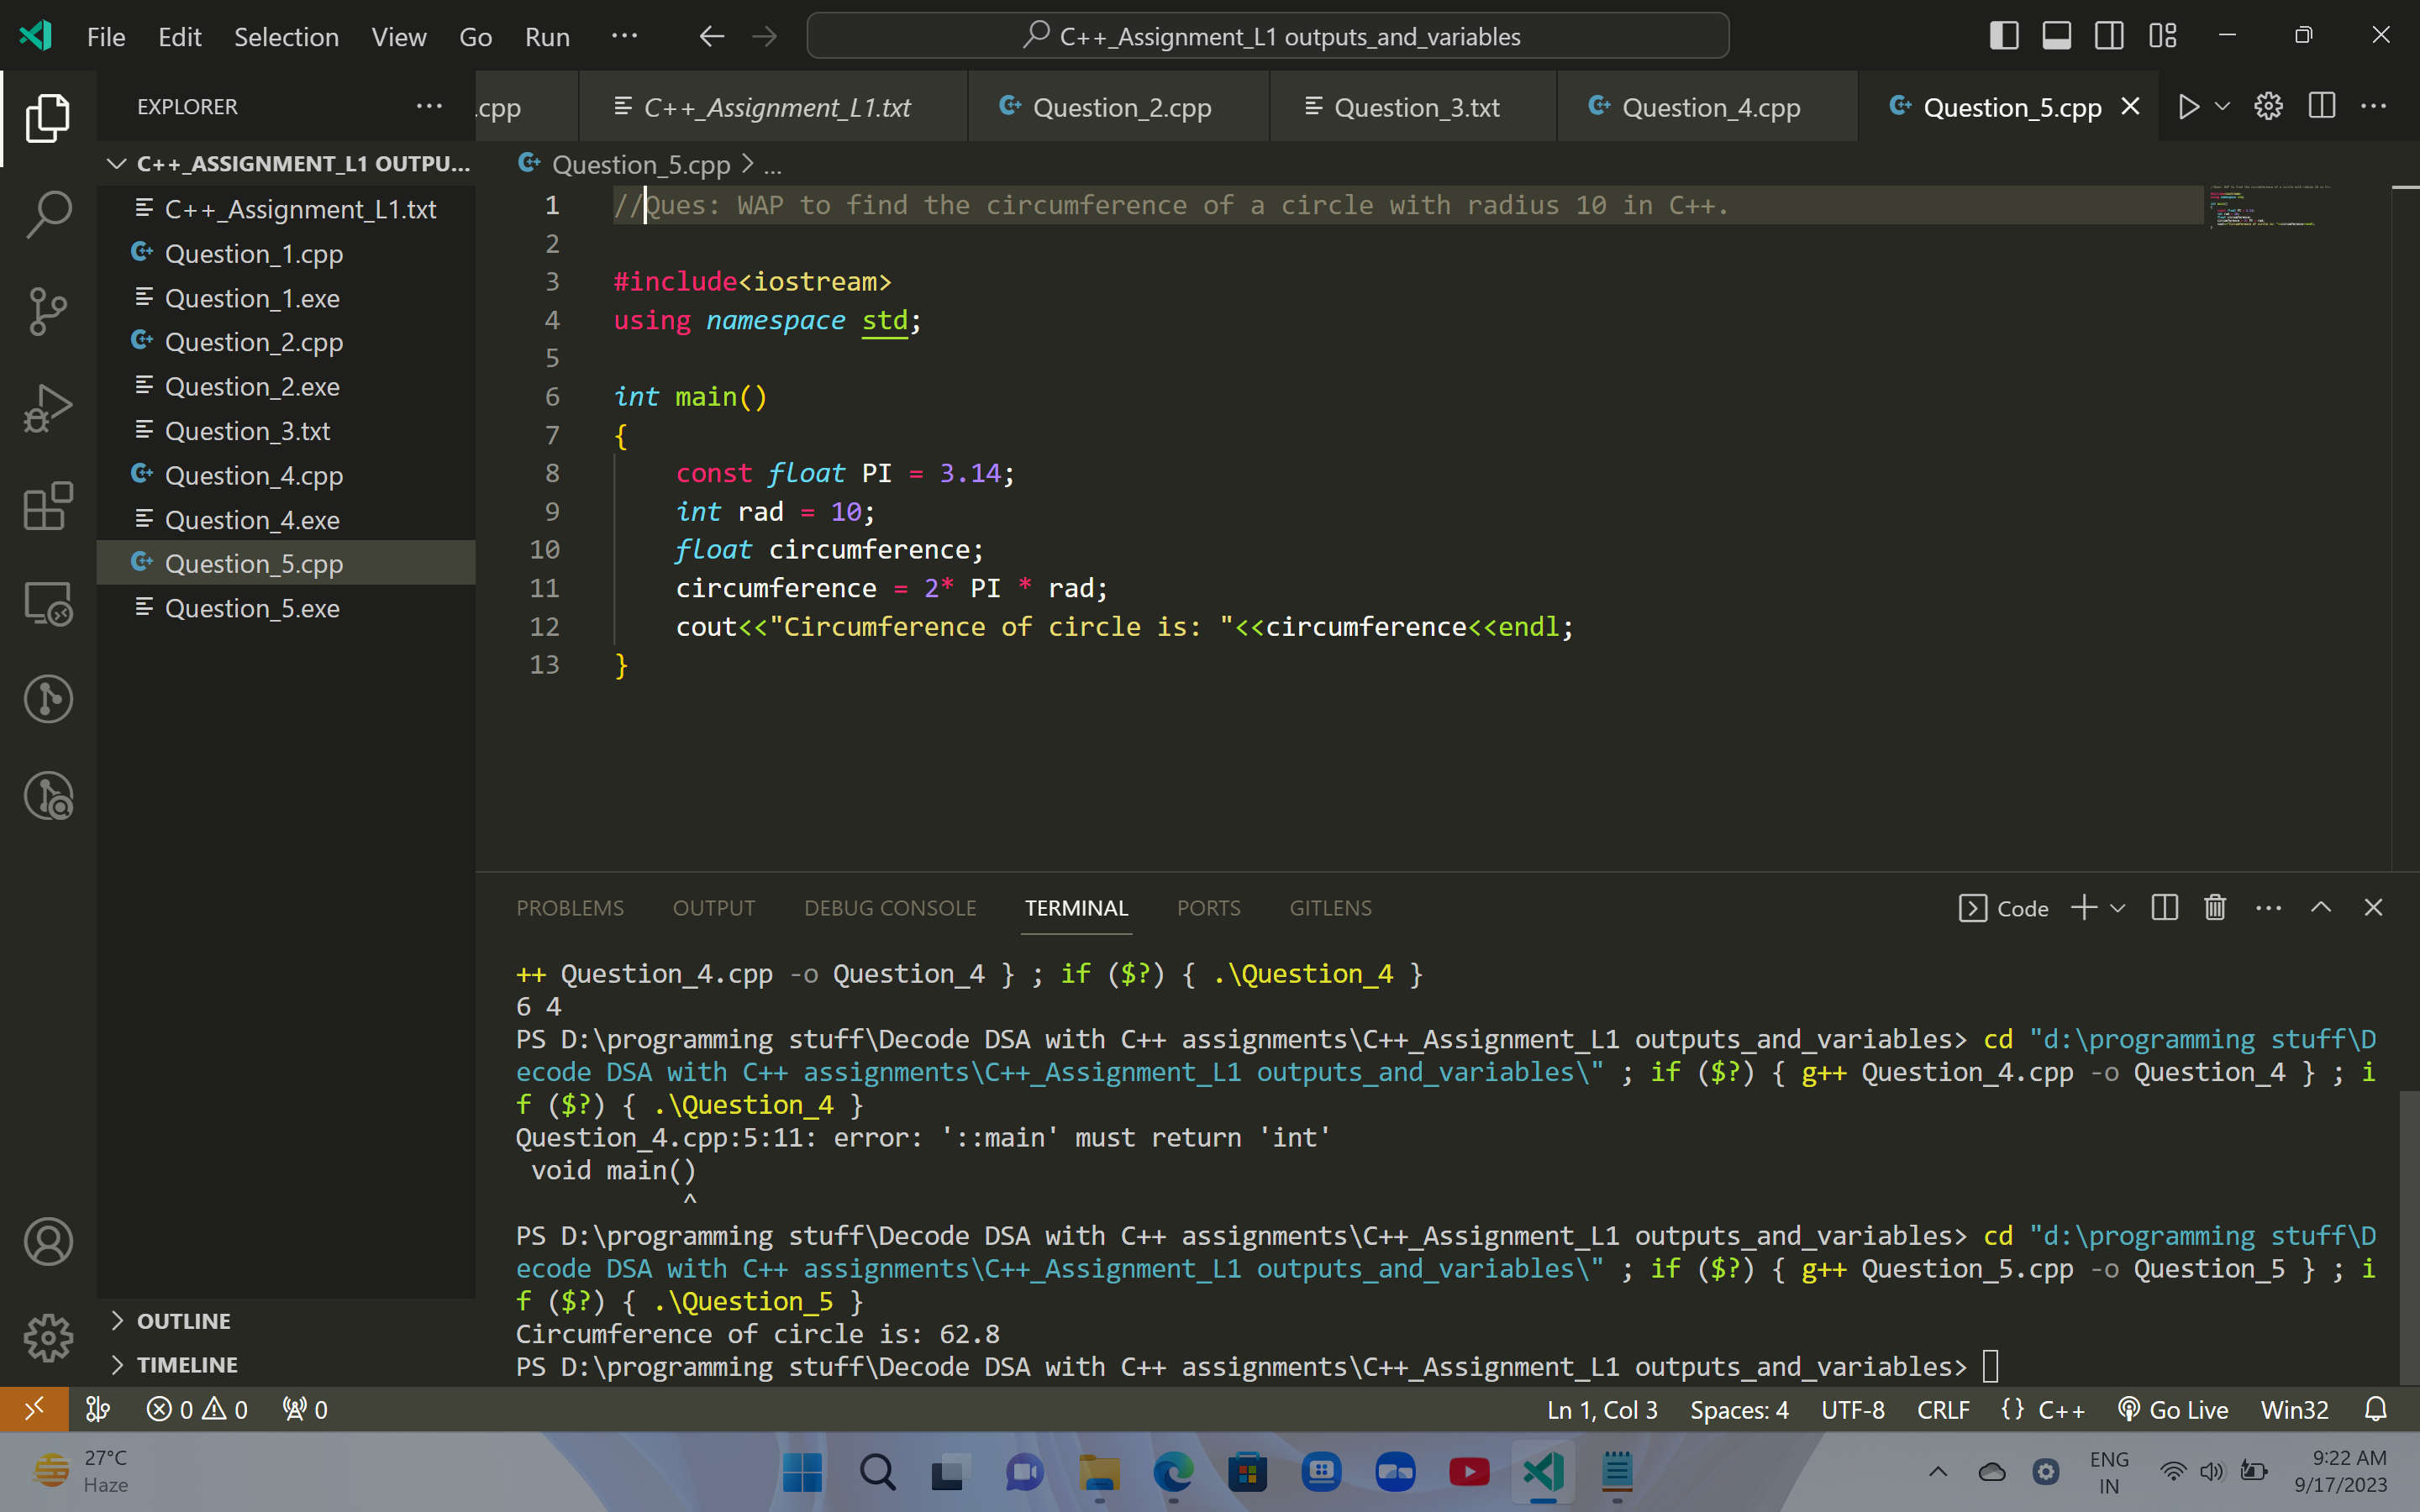 File Edit Selection View Go Run ··· C++_Assignment_L1 outputs_and_variables
EXPLORER ···
.cpp C++_Assignment_L1.txt Question_2.cpp Question_3.txt Question_4.cpp Question_5.cpp
C++_ASSIGNMENT_L1 OUTPU...
C++_Assignment_L1.txt
Question_1.cpp
Question_1.exe
Question_2.cpp
Question_2.exe
Question_3.txt
Question_4.cpp
Question_4.exe
Question_5.cpp
Question_5.exe
OUTLINE
TIMELINE
Question_5.cpp > ...
1 //Ques: WAP to find the circumference of a circle with radius 10 in C++.
2
3 #include<iostream>
4 using namespace std;
5
6 int main()
7 {
8 const float PI = 3.14;
9 int rad = 10;
10 float circumference;
11 circumference = 2* PI * rad;
12 cout<<"Circumference of circle is: "<<circumference<<endl;
13 }
PROBLEMS OUTPUT DEBUG CONSOLE TERMINAL PORTS GITLENS Code
++ Question_4.cpp -o Question_4 } ; if ($?) { .\Question_4 }
6 4
PS D:\programming stuff\Decode DSA with C++ assignments\C++_Assignment_L1 outputs_and_variables> cd "d:\programming stuff\D
ecode DSA with C++ assignments\C++_Assignment_L1 outputs_and_variables\" ; if ($?) { g++ Question_4.cpp -o Question_4 } ; i
f ($?) { .\Question_4 }
Question_4.cpp:5:11: error: '::main' must return 'int'
void main()
^
PS D:\programming stuff\Decode DSA with C++ assignments\C++_Assignment_L1 outputs_and_variables> cd "d:\programming stuff\D
ecode DSA with C++ assignments\C++_Assignment_L1 outputs_and_variables\" ; if ($?) { g++ Question_5.cpp -o Question_5 } ; i
f ($?) { .\Question_5 }
Circumference of circle is: 62.8
PS D:\programming stuff\Decode DSA with C++ assignments\C++_Assignment_L1 outputs_and_variables>
0 0 0 Ln 1, Col 3 Spaces: 4 UTF-8 CRLF {} C++ Go Live Win32
27°C
Haze
ENG
IN
9:22 AM
9/17/2023